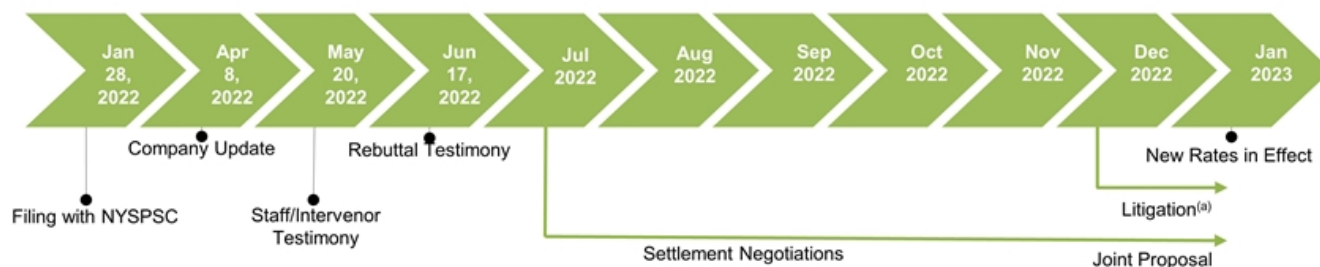 Jan
28,
2022
Apr
8,
2022
May
20,
2022
Jun
17,
2022
Jul
2022
Aug
2022
Sep
2022
Oct
2022
Nov
2022
Dec
2022
Jan
2023
Company Update
Rebuttal Testimony
New Rates in Effect
Filing with NYSPSC
Staff/Intervenor
Testimony
Litigation(a)
Settlement Negotiations
Joint Proposal